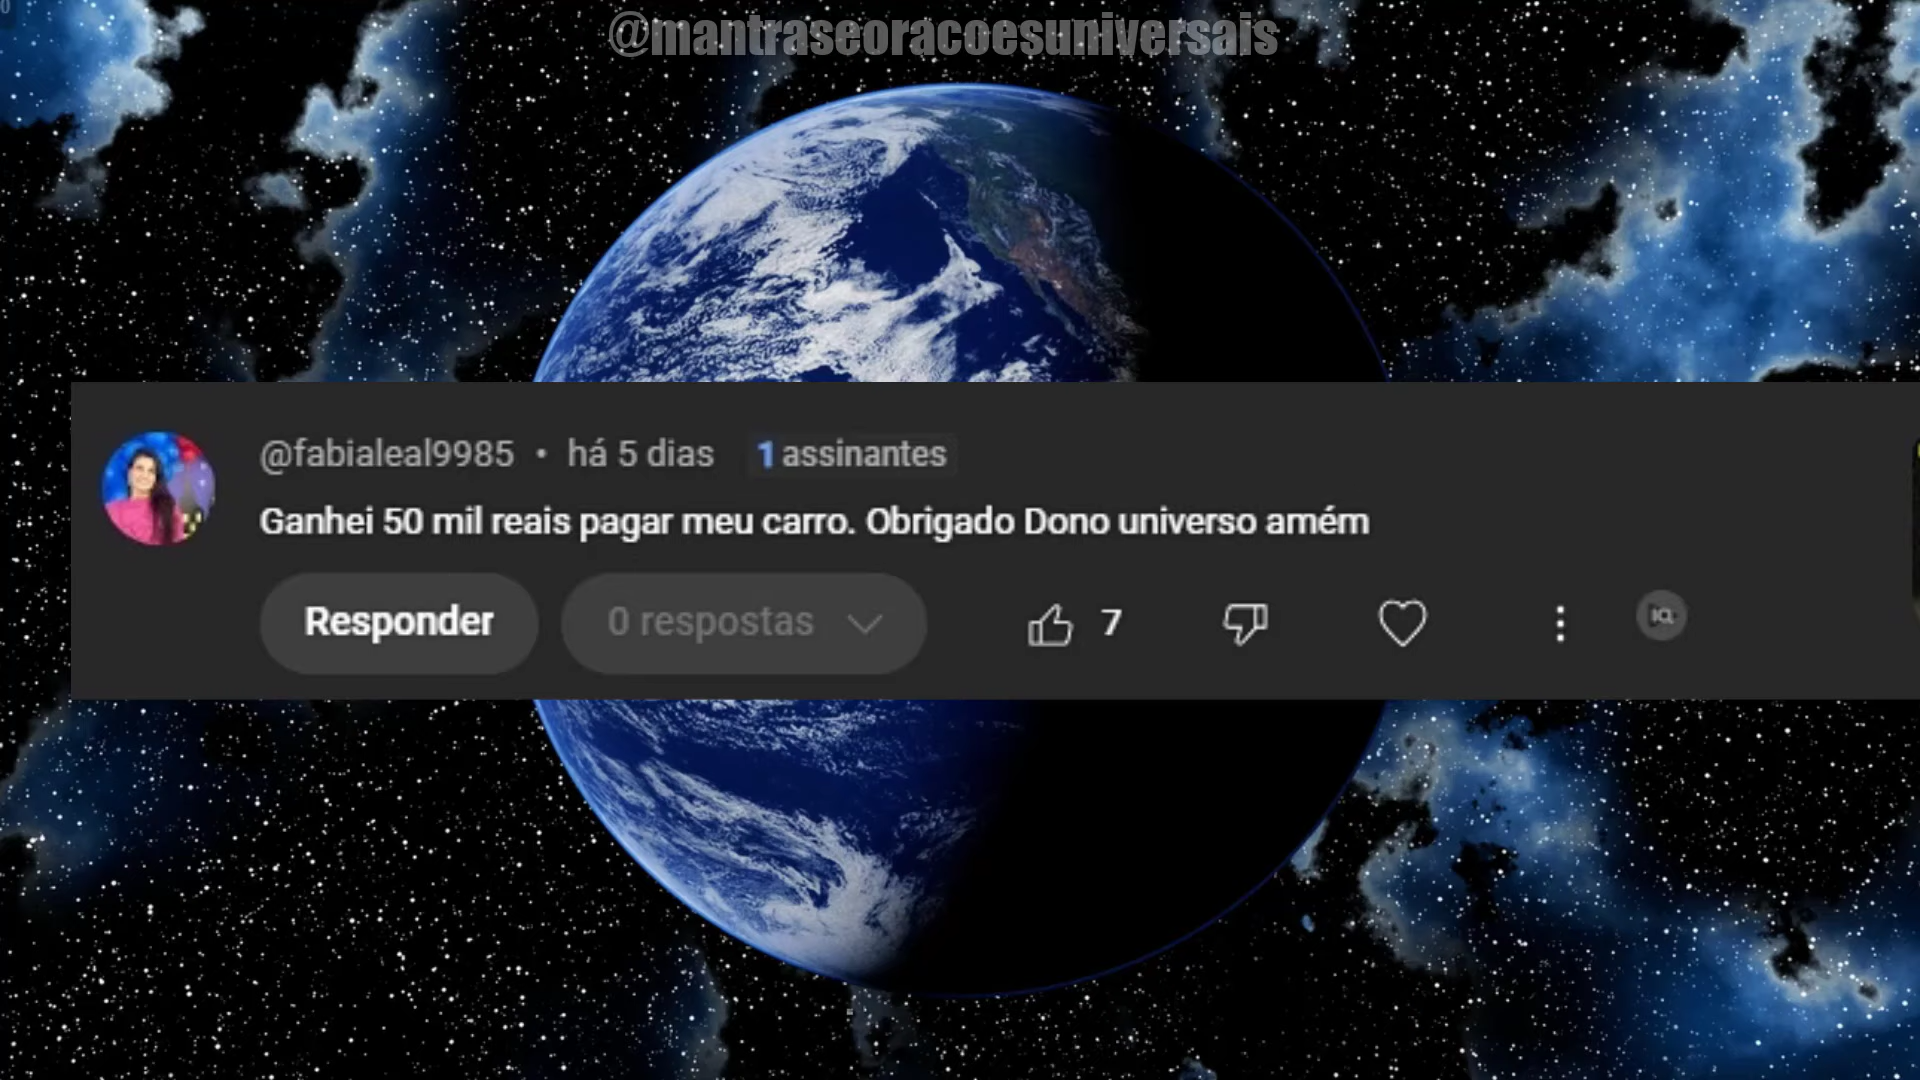 @mantraseoracoesuniversais
@fabialeal9985 • há 5 dias 1 assinantes
Ganhei 50 mil reais pagar meu carro. Obrigado Dono universo amém
Responder 0 respostas 7